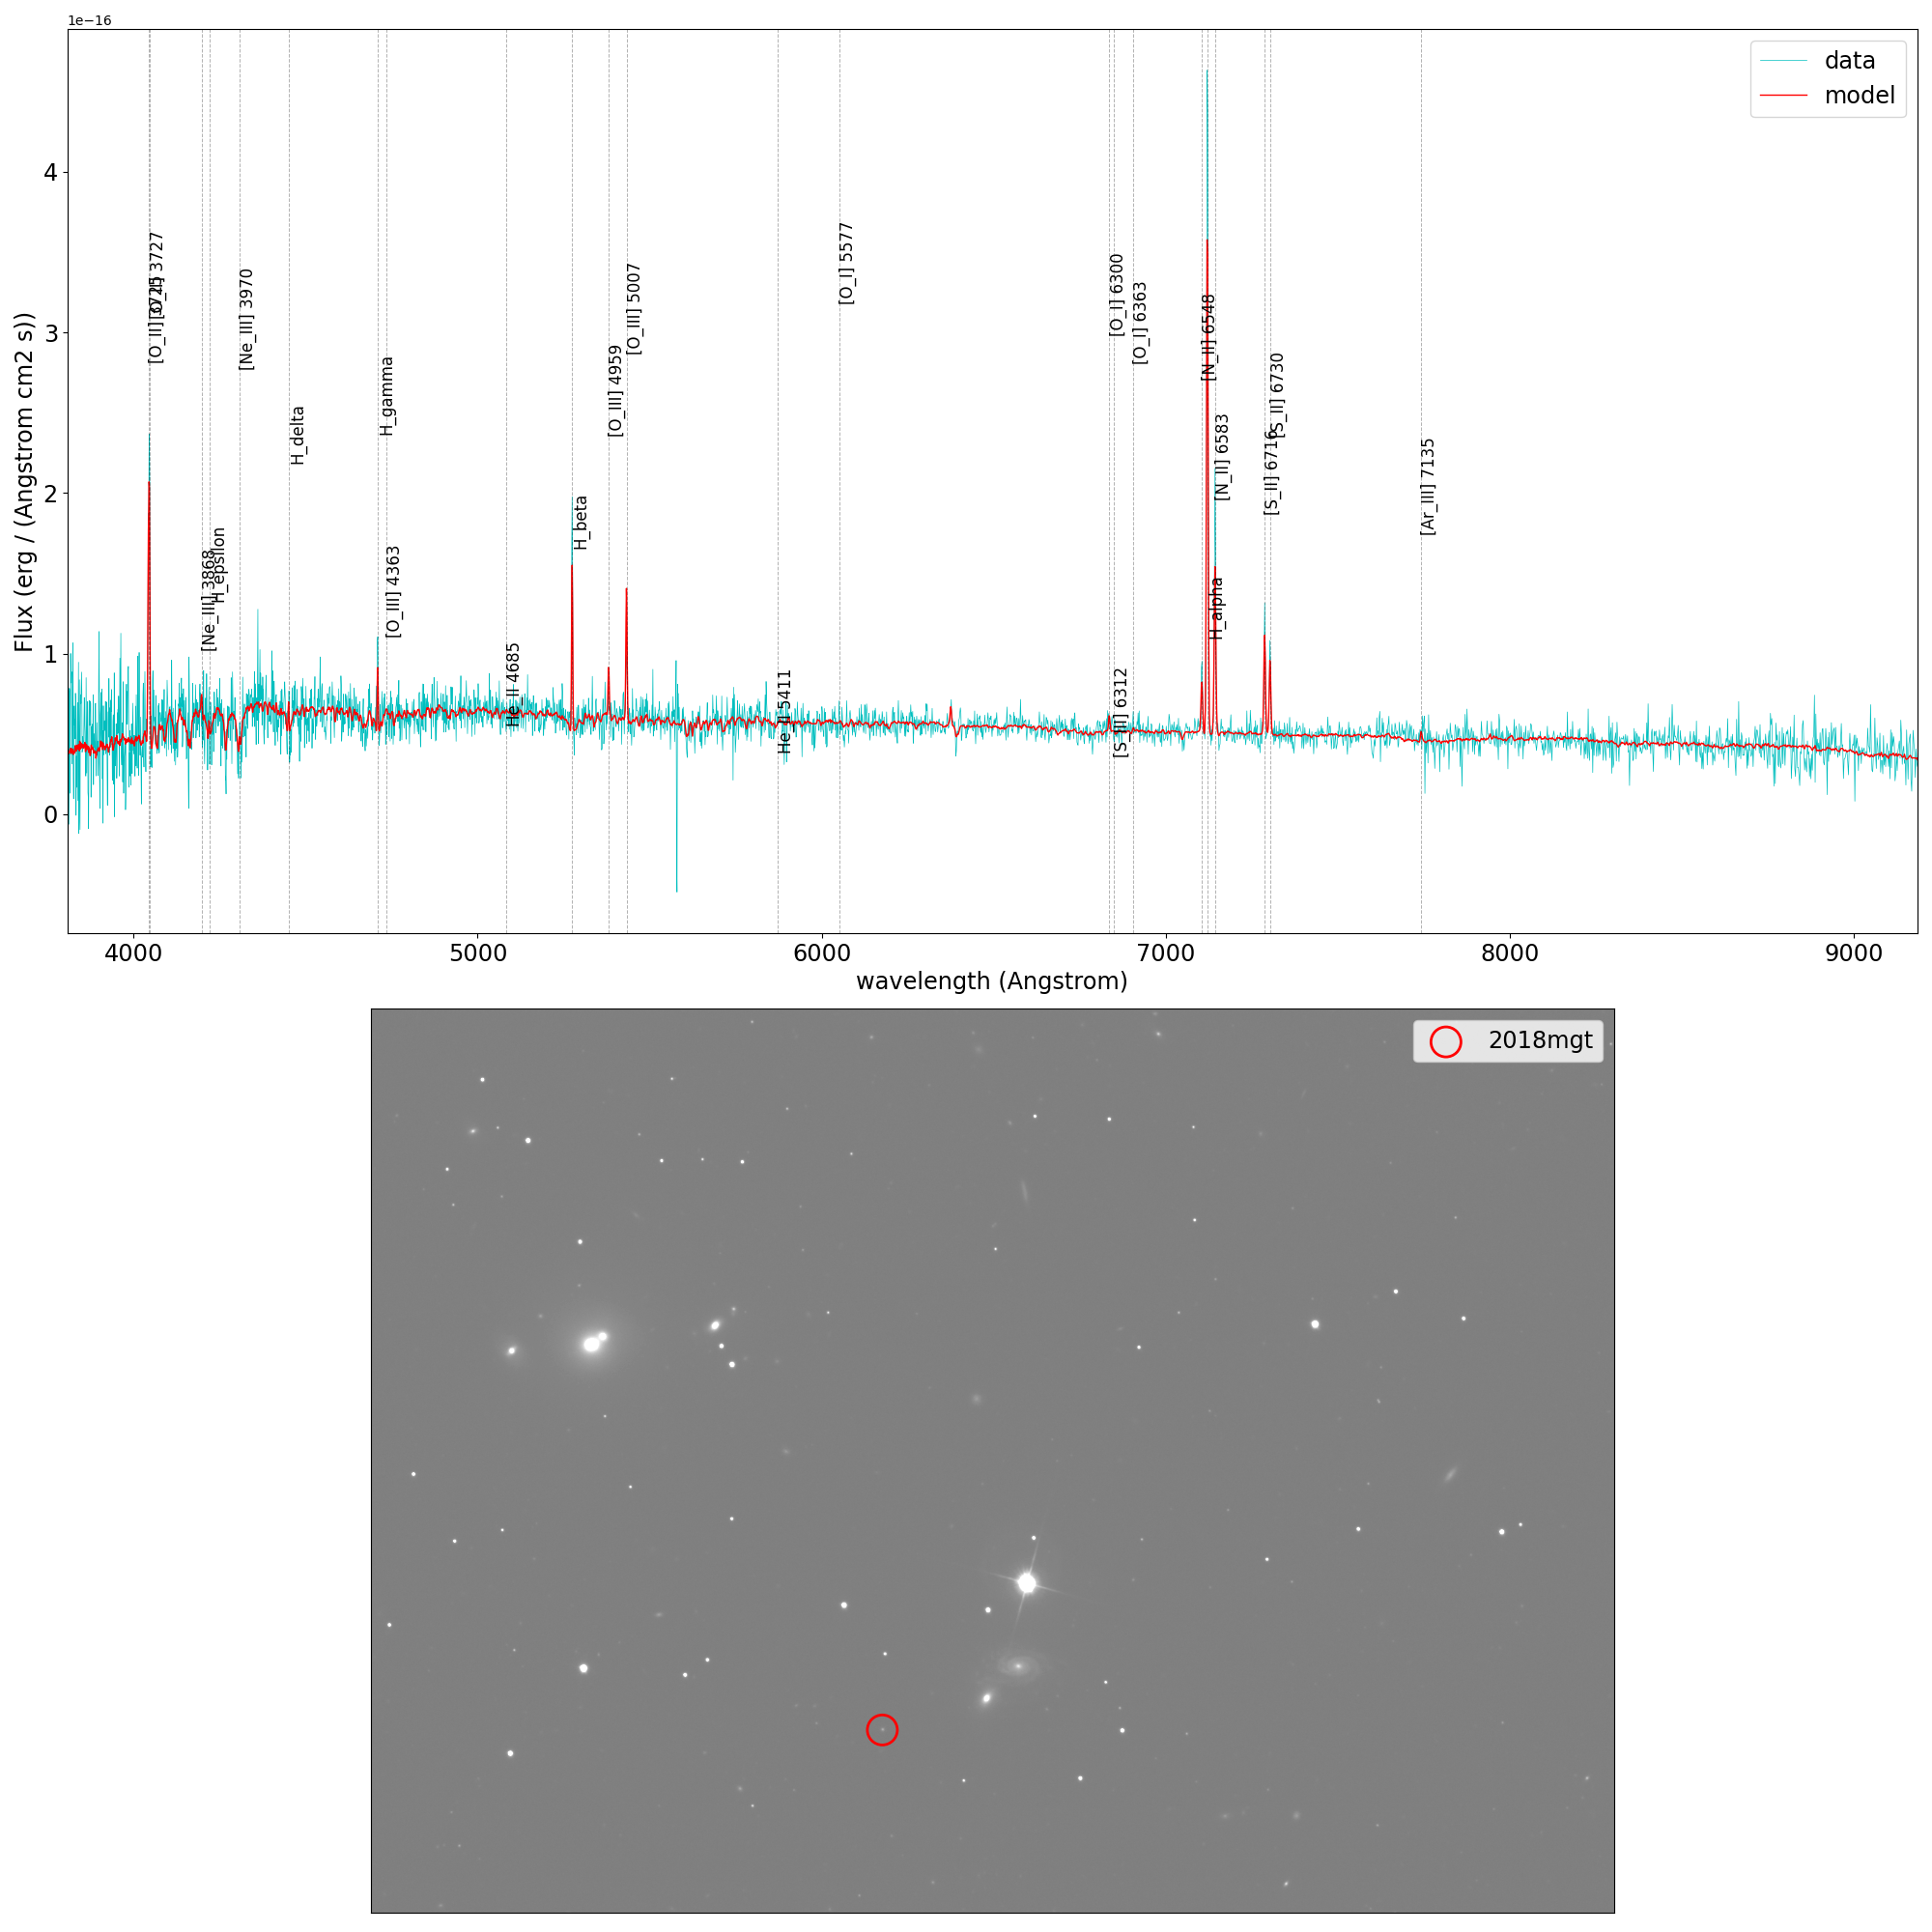 1e−16
data
model
Flux (erg / (Angstrom cm2 s))
4
3
2
1
0
[O_II] 3725
[O_II] 3727
[Ne_III] 3868
H_epsilon
[Ne_III] 3970
H_delta
H_gamma
[O_III] 4363
He_II 4685
H_beta
[O_III] 4959
[O_III] 5007
He_II 5411
[O_I] 5577
[O_I] 6300
[S_III] 6312
[O_I] 6363
[N_II] 6548
H_alpha
[N_II] 6583
[S_II] 6716
[S_II] 6730
[Ar_III] 7135
4000 5000 6000 7000 8000 9000
wavelength (Angstrom)
2018mgt